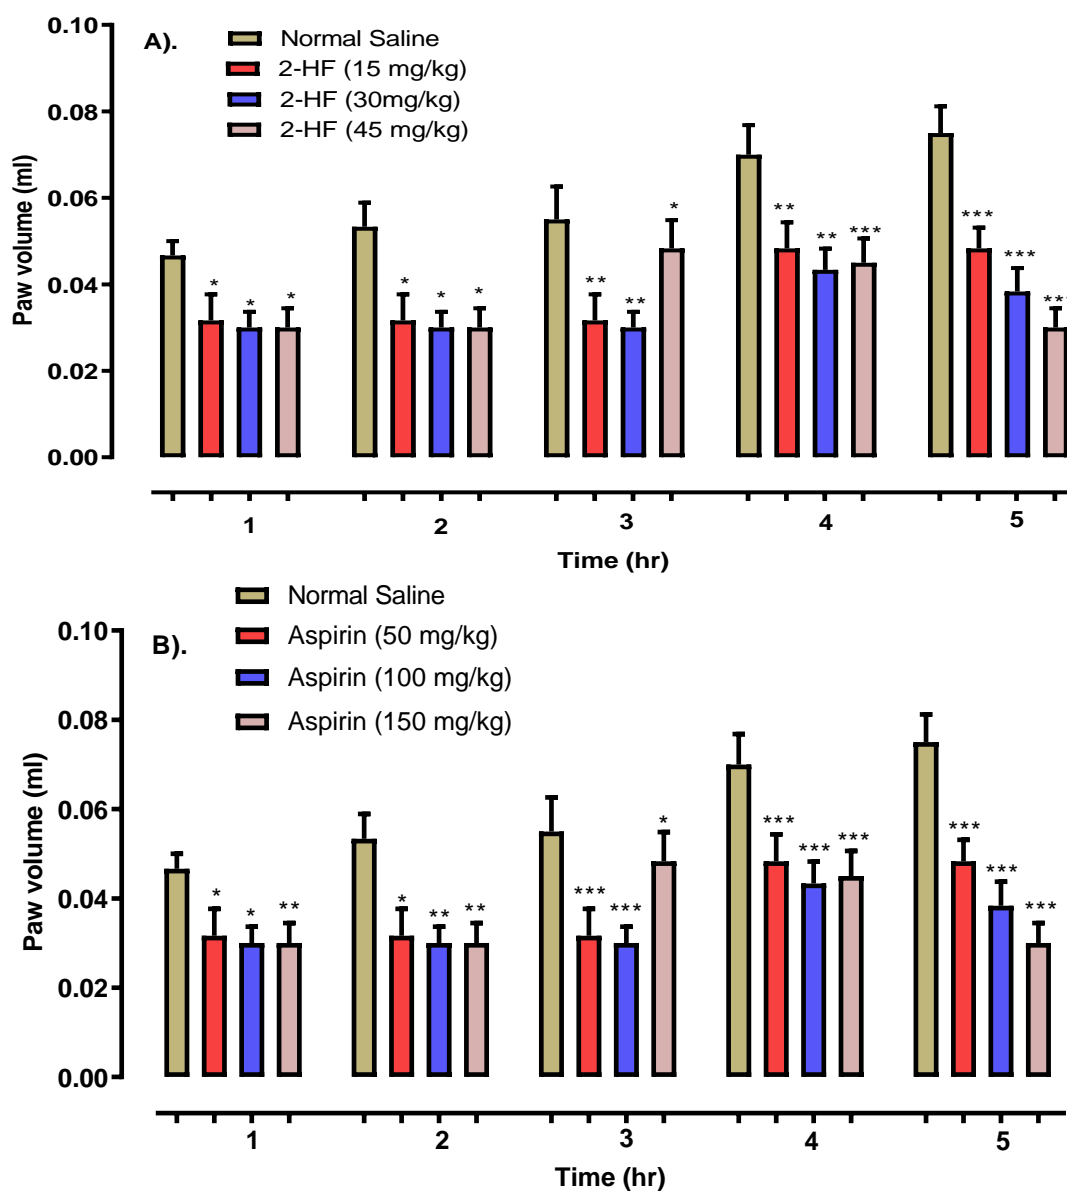 0.10
A).
Normal Saline
2-HF (15 mg/kg)
2-HF (30mg/kg)
2-HF (45 mg/kg)
0.08
0.06
0.04
0.02
0.00
Paw volume (ml)
* * * *
* * *
** ** *
** ** ***
*** *** ***
1 2 3 4 5
Time (hr)
Normal Saline
Aspirin (50 mg/kg)
Aspirin (100 mg/kg)
Aspirin (150 mg/kg)
0.10
B).
0.08
0.06
0.04
0.02
0.00
Paw volume (ml)
* * **
* ** **
*** *** *
*** *** ***
*** *** ***
1 2 3 4 5
Time (hr)